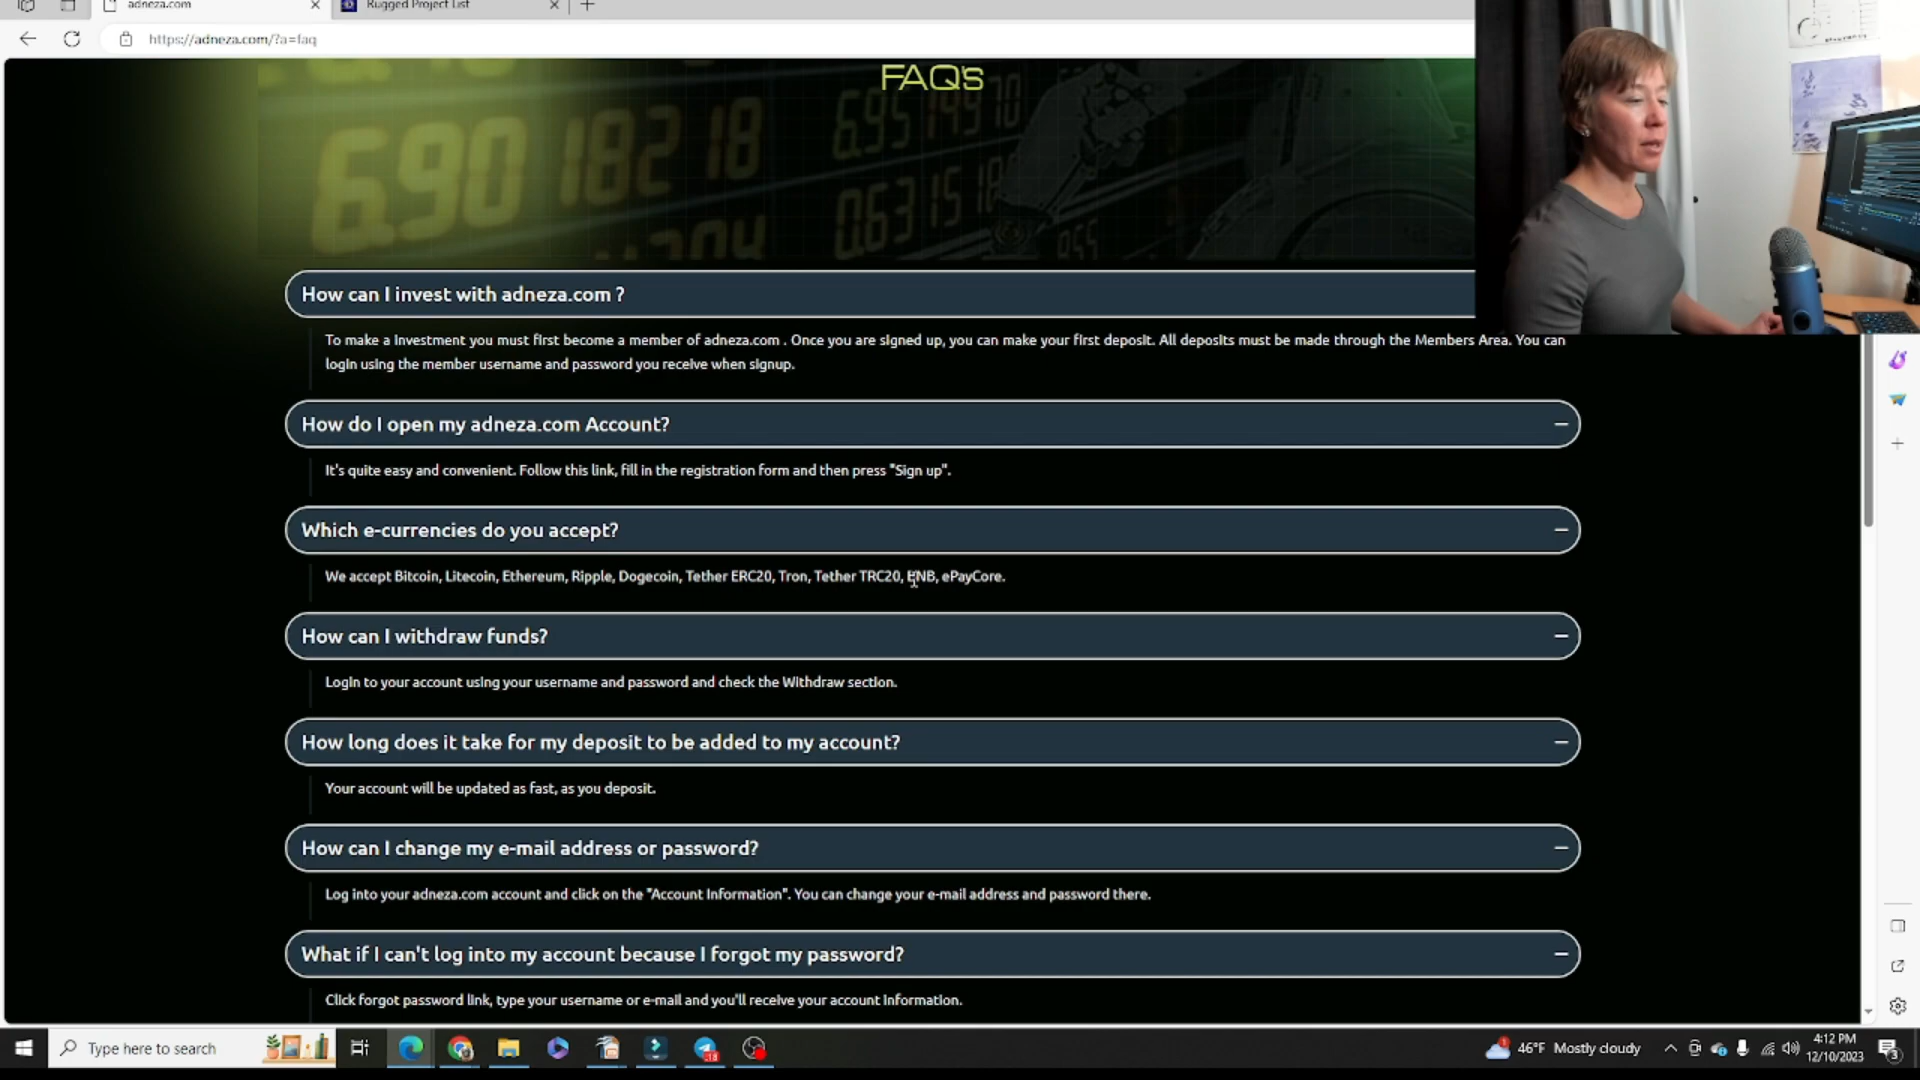 adneza.com
Rugged Project List
https://adneza.com/?a=faq
FAQ's
How can I invest with adneza.com ?
To make a investment you must first become a member of adneza.com . Once you are signed up, you can make your first deposit. All deposits must be made through the Members Area. You can
login using the member username and password you receive when signup.
How do I open my adneza.com Account?
It's quite easy and convenient. Follow this link, fill in the registration form and then press "Sign up".
Which e-currencies do you accept?
We accept Bitcoin, Litecoin, Ethereum, Ripple, Dogecoin, Tether ERC20, Tron, Tether TRC20, BNB, ePayCore.
How can I withdraw funds?
Login to your account using your username and password and check the Withdraw section.
How long does it take for my deposit to be added to my account?
Your account will be updated as fast, as you deposit.
How can I change my e-mail address or password?
Log into your adneza.com account and click on the "Account Information". You can change your e-mail address and password there.
What if I can't log into my account because I forgot my password?
Click forgot password link, type your username or e-mail and you'll receive your account information.
Type here to search
46°F Mostly cloudy
4:12 PM
12/10/2023